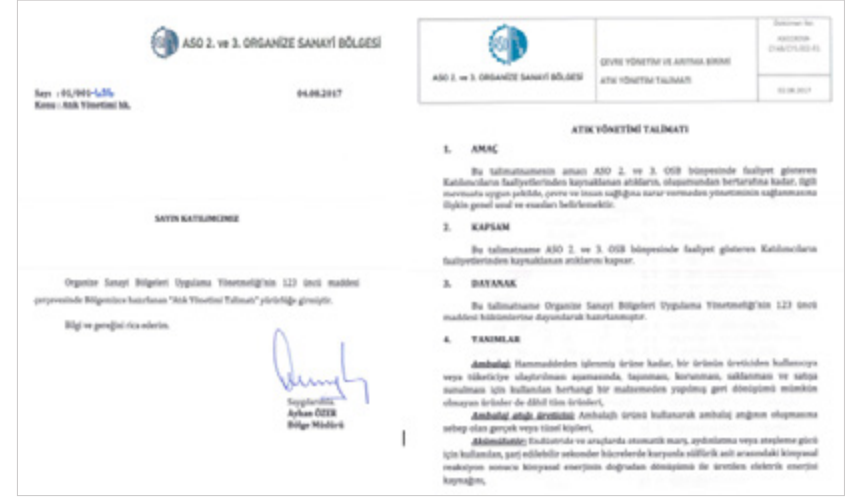 ASO 2. ve 3. ORGANİZE SANAYİ BÖLGESİ
Sayı : 01/001-
04.08.2017
Konu : Atık Yönetimi hk.
SAYIN KATILIMCIMIZ
Organize Sanayi Bölgeleri Uygulama Yönetmeliği'nin 123 üncü maddesi
çerçevesinde Bölgemizce hazırlanan "Atık Yönetimi Talimatı" yürürlüğe girmiştir.
Bilgi ve gereğini rica ederim.
Saygılarımla,
Ayhan ÖZER
Bölge Müdürü
ASO 2. ve 3. ORGANİZE SANAYİ BÖLGESİ
ÇEVRE YÖNETİM VE ARITMA BİRİMİ
ATIK YÖNETİM TALİMATI
Doküman No:
03.08.2017
ATIK YÖNETİMİ TALİMATI
1. AMAÇ
Bu talimatnamenin amacı ASO 2. ve 3. OSB bünyesinde faaliyet gösteren
Katılımcıların faaliyetlerinden kaynaklanan atıkların, oluşumundan bertarafına kadar, ilgili
mevzuata uygun şekilde, çevre ve insan sağlığına zarar vermeden yönetiminin sağlanmasına
ilişkin genel usul ve esasları belirlemektir.
2. KAPSAM
Bu talimatname ASO 2. ve 3. OSB bünyesinde faaliyet gösteren Katılımcıların
faaliyetlerinden kaynaklanan atıklarını kapsar.
3. DAYANAK
Bu talimatname Organize Sanayi Bölgeleri Uygulama Yönetmeliği'nin 123 üncü
maddesi hükümlerine dayandırılarak hazırlanmıştır.
4. TANIMLAR
Ambalaj: Hammaddeden işlenmiş ürüne kadar, bir ürünün üreticiden kullanıcıya
veya tüketiciye ulaştırılması aşamasında, taşınması, korunması, saklanması ve satışa
sunulması için kullanılan herhangi bir malzemeden yapılmış geri dönüşümü mümkün
olmayan ürünler de dâhil tüm ürünleri,
Ambalaj atığı üreticisi: Ambalajlı ürünü kullanarak ambalaj atığının oluşmasına
sebep olan gerçek veya tüzel kişileri,
Akümülatör: Endüstride ve araçlarda otomatik marş, aydınlatma veya ateşleme gücü
için kullanılan, şarj edilebilir sekonder hücrelerde kurşunla sülfürik asit arasındaki kimyasal
reaksiyon sonucu kimyasal enerjinin doğrudan dönüşümü ile üretilen elektrik enerjisi
kaynağını,